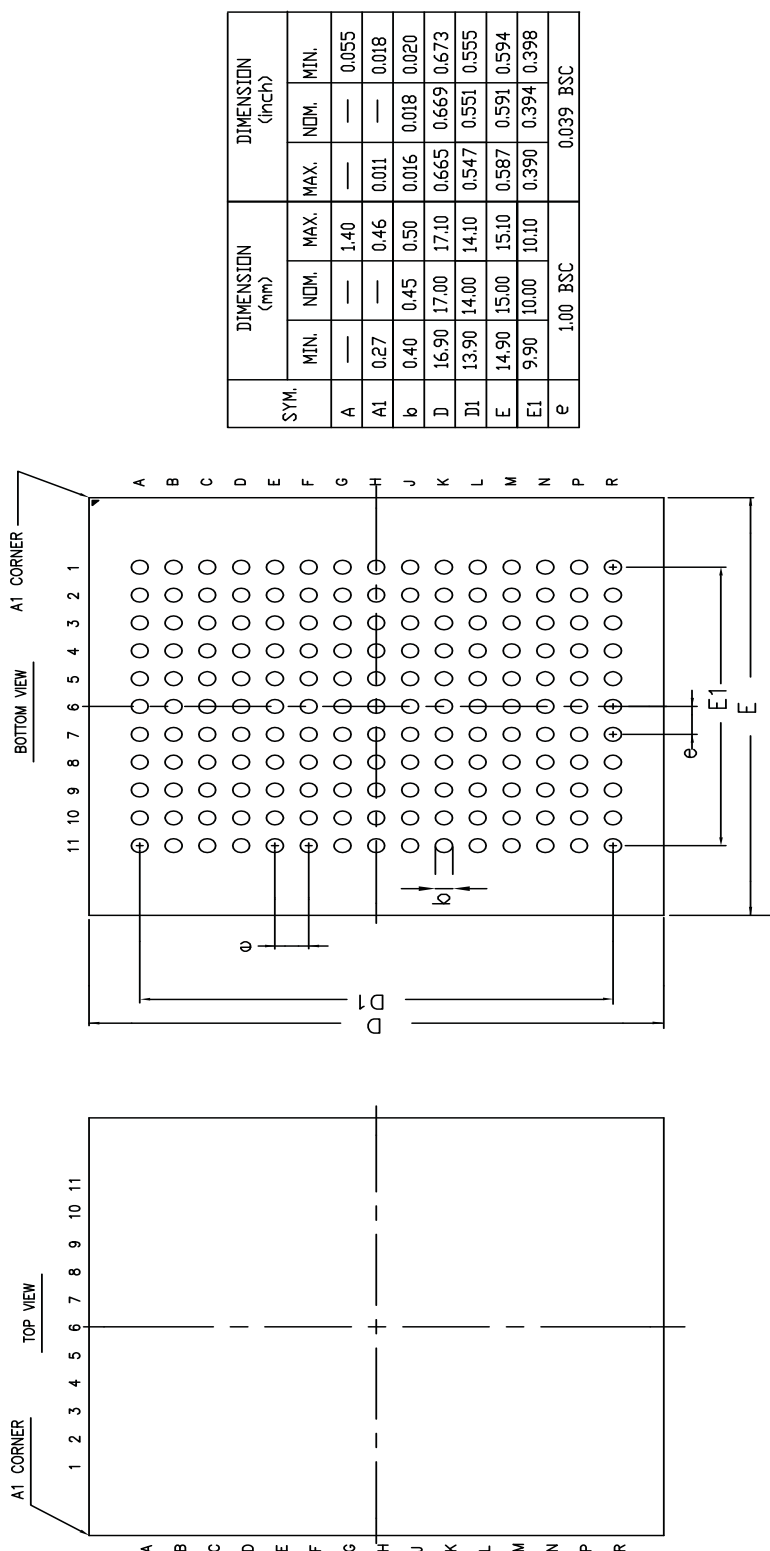 A1 CORNER
TOP VIEW
1 2 3 4 5 6 7 8 9 10 11
A
B
C
D
E
F
G
H
J
K
L
M
N
P
R
BOTTOM VIEW
A1 CORNER
11 10 9 8 7 6 5 4 3 2 1
A
B
C
D
E
F
G
H
J
K
L
M
N
P
R
D
D1
e
b
e
E1
E
SYM. DIMENSION (mm) DIMENSION (inch)
MIN. NOM. MAX. MAX. NOM. MIN.
A — — 1.40 — — 0.055
A1 0.27 — 0.46 0.011 — 0.018
b 0.40 0.45 0.50 0.016 0.018 0.020
D 16.90 17.00 17.10 0.665 0.669 0.673
D1 13.90 14.00 14.10 0.547 0.551 0.555
E 14.90 15.00 15.10 0.587 0.591 0.594
E1 9.90 10.00 10.10 0.390 0.394 0.398
e 1.00 BSC 0.039 BSC